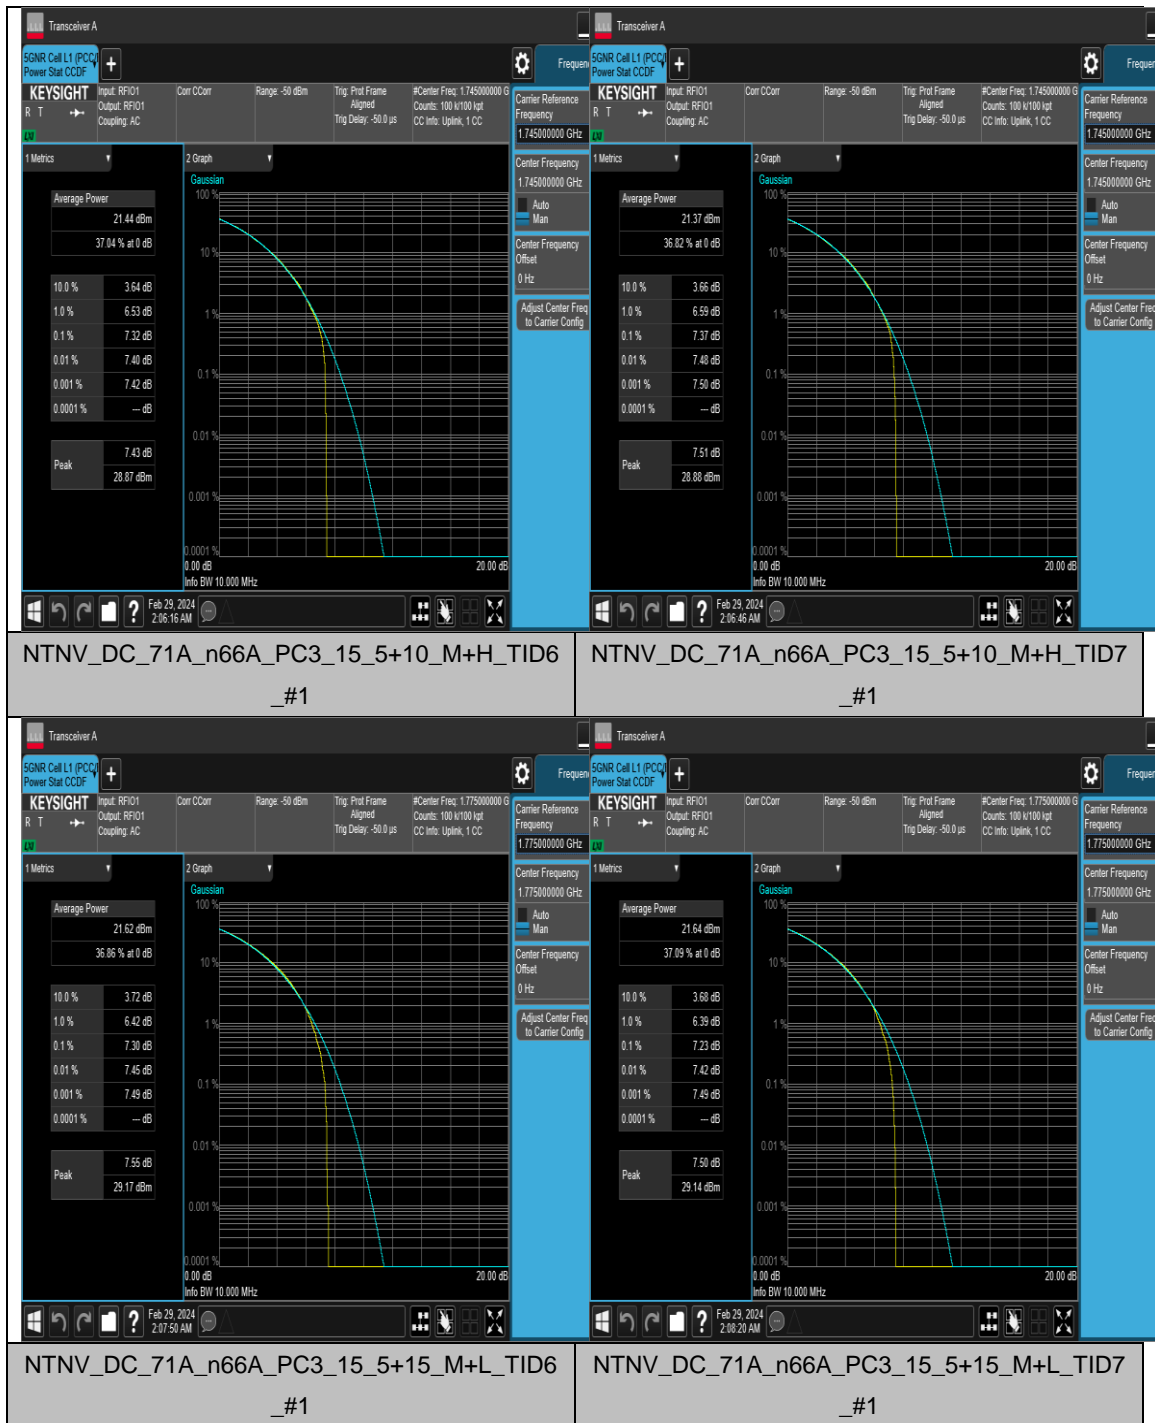 Transceiver A
5GNR Cell L1 (PCC/
Power Stat CCDF
Frequen
KEYSIGHT
R T
LXI
Input: RFIO1
Output: RFIO1
Coupling: AC
Corr CCorr
Range: -50 dBm
Trig: Prot Frame
Aligned
Trig Delay: -50.0 µs
#Center Freq: 1.745000000 G
Counts: 100 k/100 kpt
CC Info: Uplink, 1 CC
Carrier Reference
Frequency
1.745000000 GHz
Center Frequency
1.745000000 GHz
Auto
Man
Center Frequency
Offset
0 Hz
Adjust Center Freq
to Carrier Config
1 Metrics
Average Power
21.44 dBm
37.04 % at 0 dB
10.0 % 3.64 dB
1.0 % 6.53 dB
0.1 % 7.32 dB
0.01 % 7.40 dB
0.001 % 7.42 dB
0.0001 % --- dB
Peak
7.43 dB
28.87 dBm
2 Graph
Gaussian
100 %
10 %
1 %
0.1 %
0.01 %
0.001 %
0.0001 %
0.00 dB 20.00 dB
Info BW 10.000 MHz
Feb 29, 2024
2:06:16 AM
Transceiver A
5GNR Cell L1 (PCC/
Power Stat CCDF
Frequen
KEYSIGHT
R T
LXI
Input: RFIO1
Output: RFIO1
Coupling: AC
Corr CCorr
Range: -50 dBm
Trig: Prot Frame
Aligned
Trig Delay: -50.0 µs
#Center Freq: 1.745000000 G
Counts: 100 k/100 kpt
CC Info: Uplink, 1 CC
Carrier Reference
Frequency
1.745000000 GHz
Center Frequency
1.745000000 GHz
Auto
Man
Center Frequency
Offset
0 Hz
Adjust Center Freq
to Carrier Config
1 Metrics
Average Power
21.37 dBm
36.82 % at 0 dB
10.0 % 3.66 dB
1.0 % 6.59 dB
0.1 % 7.37 dB
0.01 % 7.48 dB
0.001 % 7.50 dB
0.0001 % --- dB
Peak
7.51 dB
28.88 dBm
2 Graph
Gaussian
100 %
10 %
1 %
0.1 %
0.01 %
0.001 %
0.0001 %
0.00 dB 20.00 dB
Info BW 10.000 MHz
Feb 29, 2024
2:06:46 AM
NTNV_DC_71A_n66A_PC3_15_5+10_M+H_TID6
_#1
NTNV_DC_71A_n66A_PC3_15_5+10_M+H_TID7
_#1
Transceiver A
5GNR Cell L1 (PCC/
Power Stat CCDF
Frequen
KEYSIGHT
R T
LXI
Input: RFIO1
Output: RFIO1
Coupling: AC
Corr CCorr
Range: -50 dBm
Trig: Prot Frame
Aligned
Trig Delay: -50.0 µs
#Center Freq: 1.775000000 G
Counts: 100 k/100 kpt
CC Info: Uplink, 1 CC
Carrier Reference
Frequency
1.775000000 GHz
Center Frequency
1.775000000 GHz
Auto
Man
Center Frequency
Offset
0 Hz
Adjust Center Freq
to Carrier Config
1 Metrics
Average Power
21.62 dBm
36.86 % at 0 dB
10.0 % 3.72 dB
1.0 % 6.42 dB
0.1 % 7.30 dB
0.01 % 7.45 dB
0.001 % 7.49 dB
0.0001 % --- dB
Peak
7.55 dB
29.17 dBm
2 Graph
Gaussian
100 %
10 %
1 %
0.1 %
0.01 %
0.001 %
0.0001 %
0.00 dB 20.00 dB
Info BW 10.000 MHz
Feb 29, 2024
2:07:50 AM
Transceiver A
5GNR Cell L1 (PCC/
Power Stat CCDF
Frequen
KEYSIGHT
R T
LXI
Input: RFIO1
Output: RFIO1
Coupling: AC
Corr CCorr
Range: -50 dBm
Trig: Prot Frame
Aligned
Trig Delay: -50.0 µs
#Center Freq: 1.775000000 G
Counts: 100 k/100 kpt
CC Info: Uplink, 1 CC
Carrier Reference
Frequency
1.775000000 GHz
Center Frequency
1.775000000 GHz
Auto
Man
Center Frequency
Offset
0 Hz
Adjust Center Freq
to Carrier Config
1 Metrics
Average Power
21.64 dBm
37.09 % at 0 dB
10.0 % 3.68 dB
1.0 % 6.39 dB
0.1 % 7.23 dB
0.01 % 7.42 dB
0.001 % 7.49 dB
0.0001 % --- dB
Peak
7.50 dB
29.14 dBm
2 Graph
Gaussian
100 %
10 %
1 %
0.1 %
0.01 %
0.001 %
0.0001 %
0.00 dB 20.00 dB
Info BW 10.000 MHz
Feb 29, 2024
2:08:20 AM
NTNV_DC_71A_n66A_PC3_15_5+15_M+L_TID6
_#1
NTNV_DC_71A_n66A_PC3_15_5+15_M+L_TID7
_#1